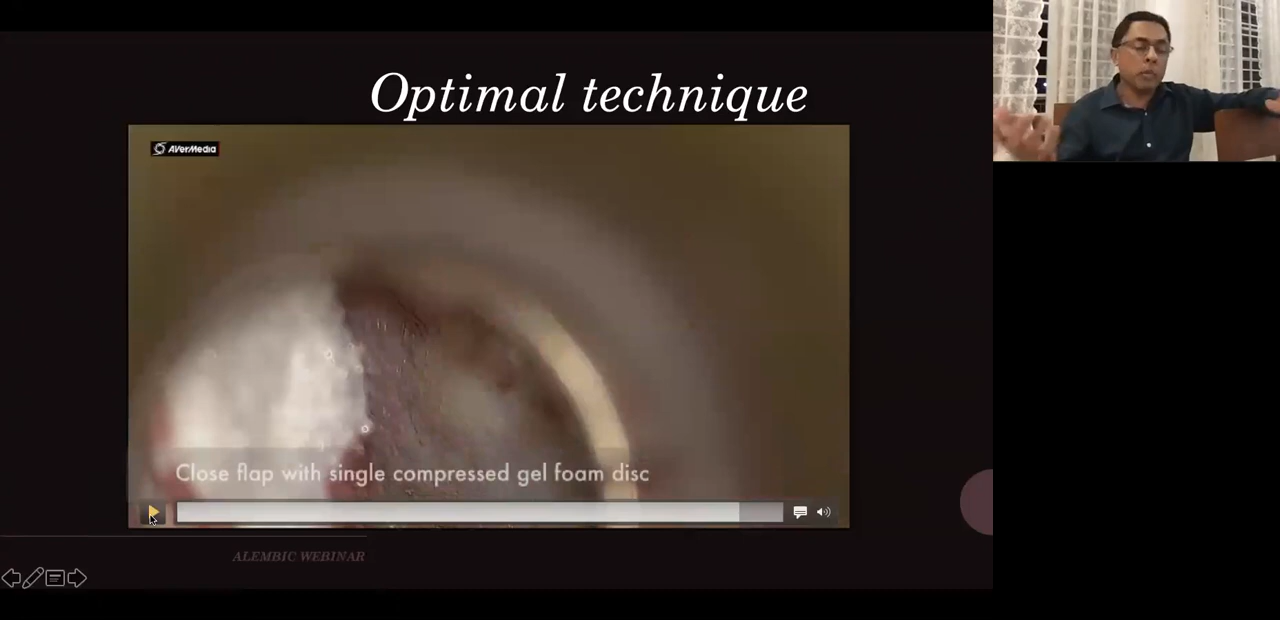 Optimal technique
AVerMedia
Close flap with single compressed gel foam disc
ALEMBIC WEBINAR